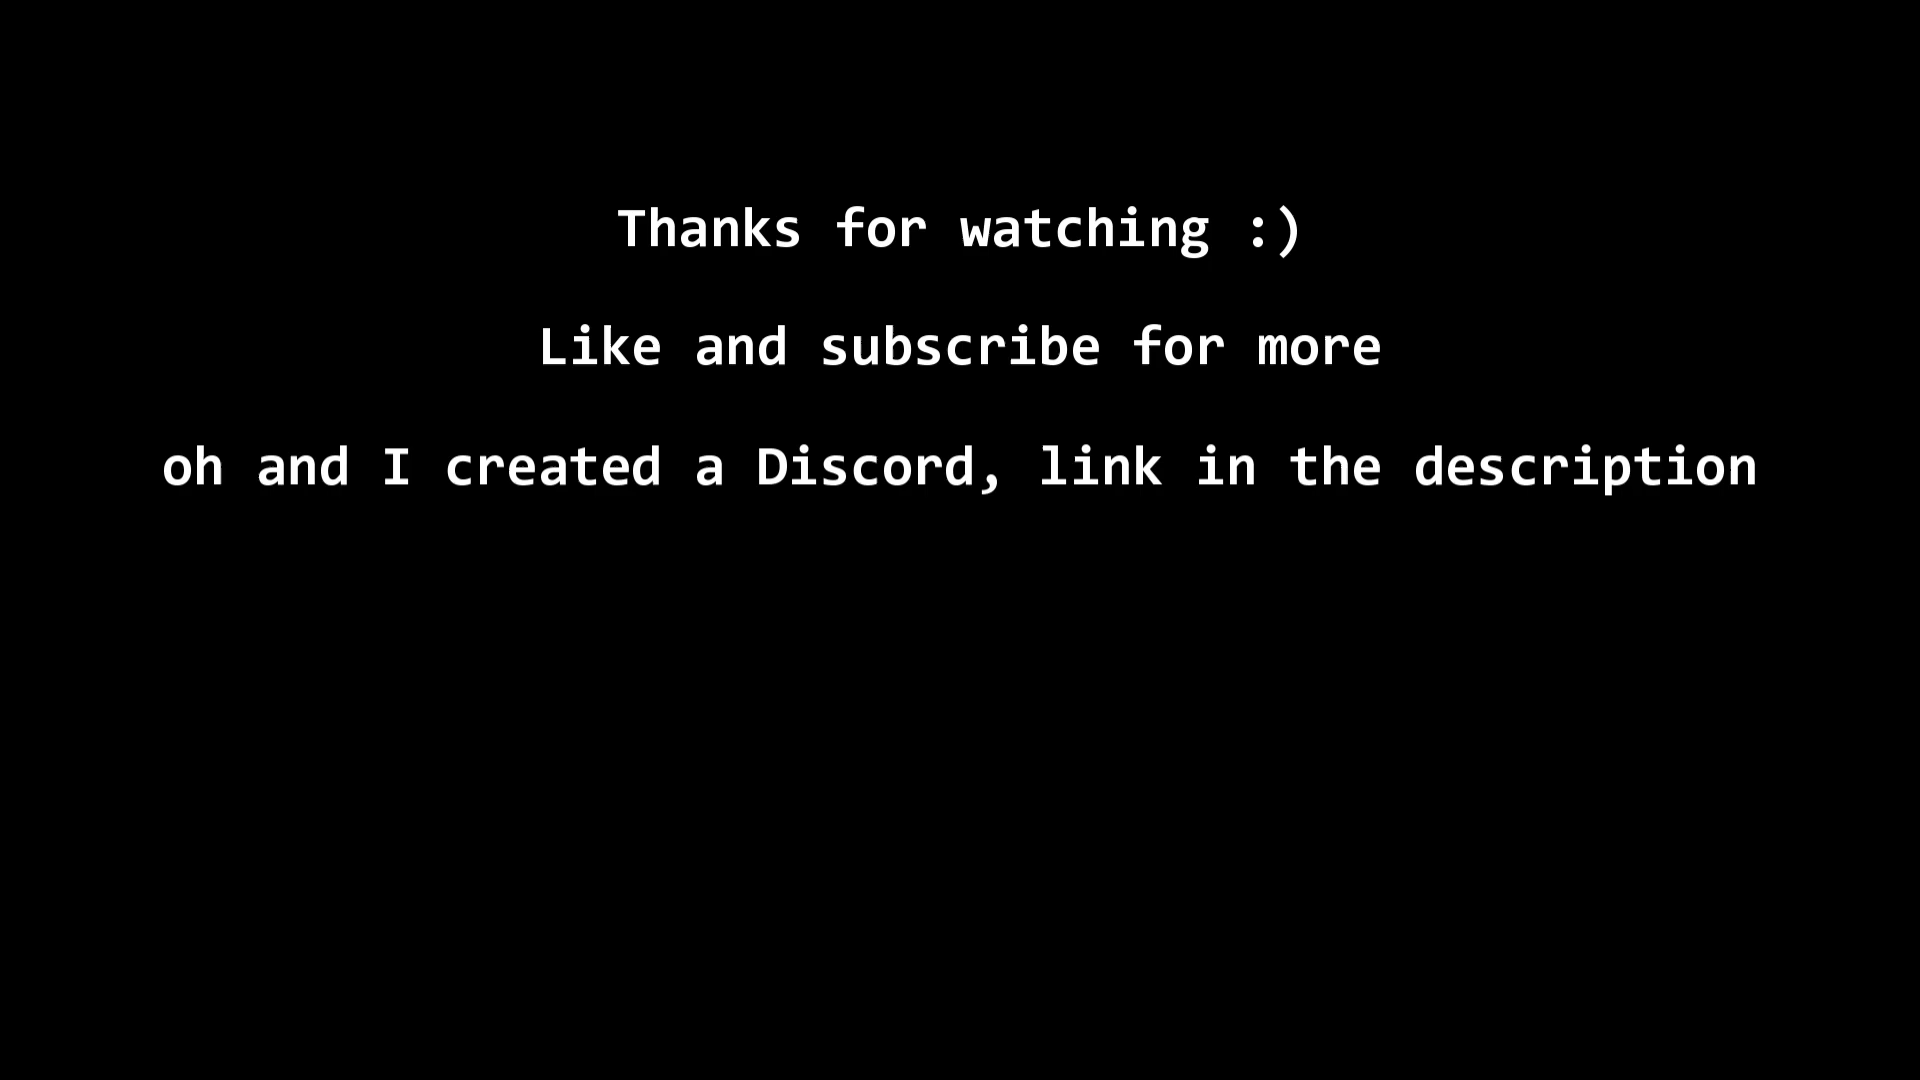 Thanks for watching :)
Like and subscribe for more
oh and I created a Discord, link in the description